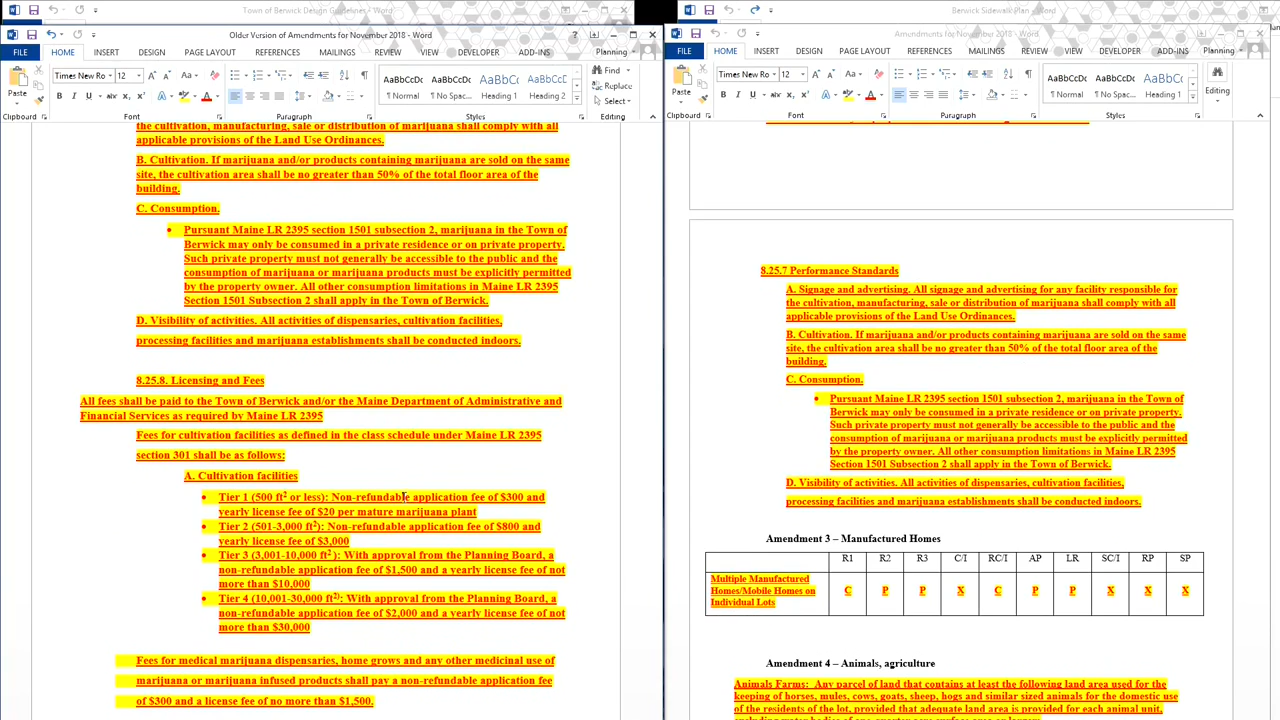 Town of Berwick Design Guidelines - Word
Older Version of Amendments for November 2018 - Word
FILE HOME INSERT DESIGN PAGE LAYOUT REFERENCES MAILINGS REVIEW VIEW DEVELOPER ADD-INS Planning
Times New Ro 12
Paste
B I U abc X₂ X²
AaBbCcDc AaBbCcDc AaBbC AaBbCcD
¶ Normal ¶ No Spac... Heading 1 Heading 2
Find
Replace
Select
Clipboard Font Paragraph Styles Editing
the cultivation, manufacturing, sale or distribution of marijuana shall comply with all
applicable provisions of the Land Use Ordinances.
B. Cultivation. If marijuana and/or products containing marijuana are sold on the same
site, the cultivation area shall be no greater than 50% of the total floor area of the
building.
C. Consumption.
• Pursuant Maine LR 2395 section 1501 subsection 2, marijuana in the Town of
Berwick may only be consumed in a private residence or on private property.
Such private property must not generally be accessible to the public and the
consumption of marijuana or marijuana products must be explicitly permitted
by the property owner. All other consumption limitations in Maine LR 2395
Section 1501 Subsection 2 shall apply in the Town of Berwick.
D. Visibility of activities. All activities of dispensaries, cultivation facilities,
processing facilities and marijuana establishments shall be conducted indoors.
8.25.8. Licensing and Fees
All fees shall be paid to the Town of Berwick and/or the Maine Department of Administrative and
Financial Services as required by Maine LR 2395
Fees for cultivation facilities as defined in the class schedule under Maine LR 2395
section 301 shall be as follows:
A. Cultivation facilities
• Tier 1 (500 ft² or less): Non-refundable application fee of $300 and
yearly license fee of $20 per mature marijuana plant
• Tier 2 (501-3,000 ft²): Non-refundable application fee of $800 and
yearly license fee of $3,000
• Tier 3 (3,001-10,000 ft² ): With approval from the Planning Board, a
non-refundable application fee of $1,500 and a yearly license fee of not
more than $10,000
• Tier 4 (10,001-30,000 ft²⁾: With approval from the Planning Board, a
non-refundable application fee of $2,000 and a yearly license fee of not
more than $30,000
Fees for medical marijuana dispensaries, home grows and any other medicinal use of
marijuana or marijuana infused products shall pay a non-refundable application fee
of $300 and a license fee of no more than $1,500.
Berwick Sidewalk Plan - Word
Amendments for November 2018 - Word
FILE HOME INSERT DESIGN PAGE LAYOUT REFERENCES MAILINGS REVIEW VIEW DEVELOPER ADD-INS Planning
Times New Ro 12
Paste
B I U abc X₂ X²
AaBbCcDc AaBbCcDc AaBbC
¶ Normal ¶ No Spac... Heading 1
Editing
Clipboard Font Paragraph Styles
8.25.7 Performance Standards
A. Signage and advertising. All signage and advertising for any facility responsible for
the cultivation, manufacturing, sale or distribution of marijuana shall comply with all
applicable provisions of the Land Use Ordinances.
B. Cultivation. If marijuana and/or products containing marijuana are sold on the same
site, the cultivation area shall be no greater than 50% of the total floor area of the
building.
C. Consumption.
• Pursuant Maine LR 2395 section 1501 subsection 2, marijuana in the Town of
Berwick may only be consumed in a private residence or on private property.
Such private property must not generally be accessible to the public and the
consumption of marijuana or marijuana products must be explicitly permitted
by the property owner. All other consumption limitations in Maine LR 2395
Section 1501 Subsection 2 shall apply in the Town of Berwick.
D. Visibility of activities. All activities of dispensaries, cultivation facilities,
processing facilities and marijuana establishments shall be conducted indoors.
Amendment 3 – Manufactured Homes
R1 R2 R3 C/I RC/I AP LR SC/I RP SP
Multiple Manufactured
Homes/Mobile Homes on C P P X C P P X X X
Individual Lots
Amendment 4 – Animals, agriculture
Animals Farms: Any parcel of land that contains at least the following land area used for the
keeping of horses, mules, cows, goats, sheep, hogs and similar sized animals for the domestic use
of the residents of the lot, provided that adequate land area is provided for each animal unit,